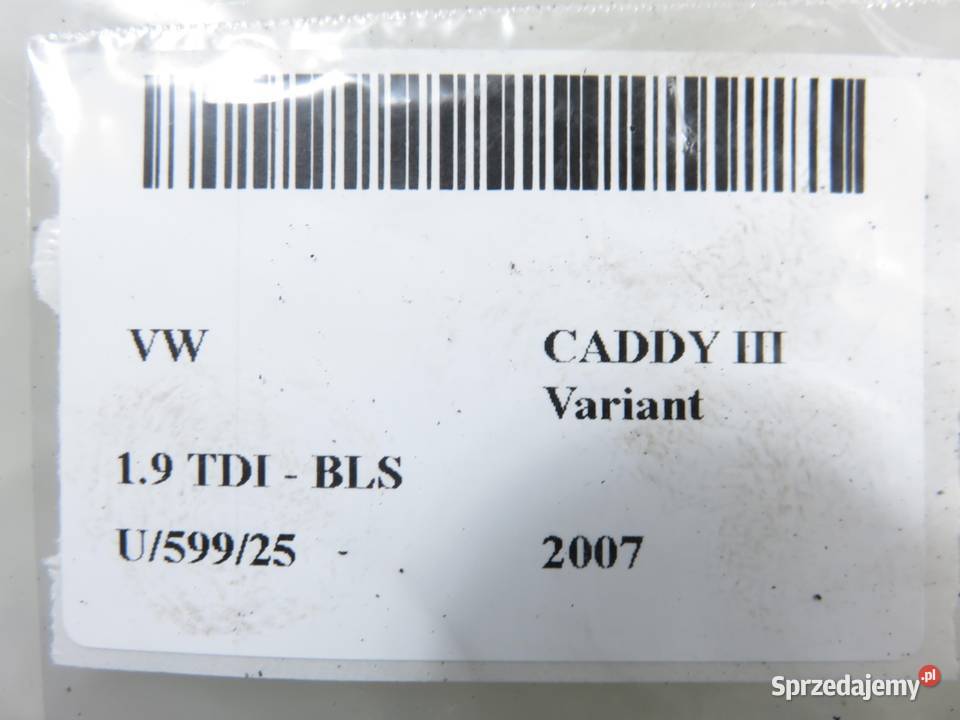 VW CADDY III
Variant
1.9 TDI - BLS
U/599/25 - 2007
Sprzedajemy.pl